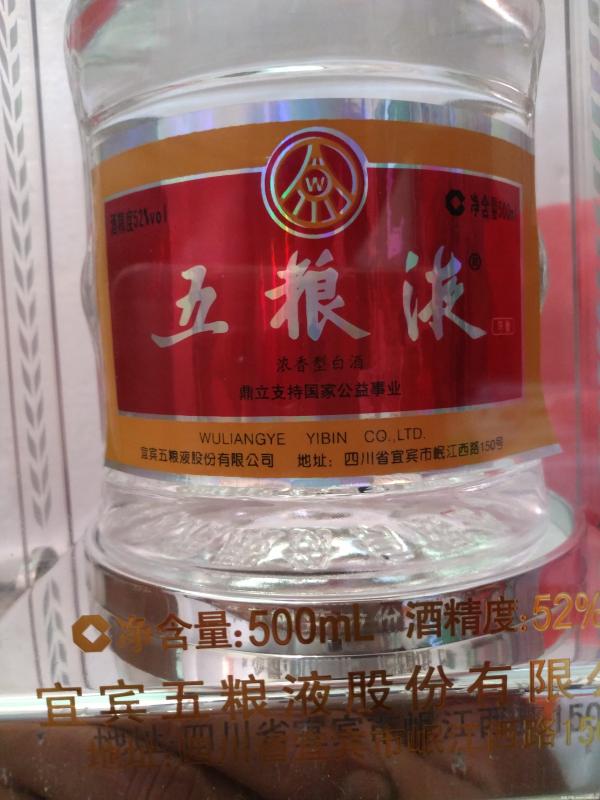 W
酒精度52%vol
净含量500ml
五粮液®
浓香型白酒
鼎立支持国家公益事业
WULIANGYE YIBIN CO.,LTD.
宜宾五粮液股份有限公司 地址：四川省宜宾市岷江西路150号
净含量:500mL 酒精度:52%
宜宾五粮液股份有限
地址:四川省宜宾市岷江西路15